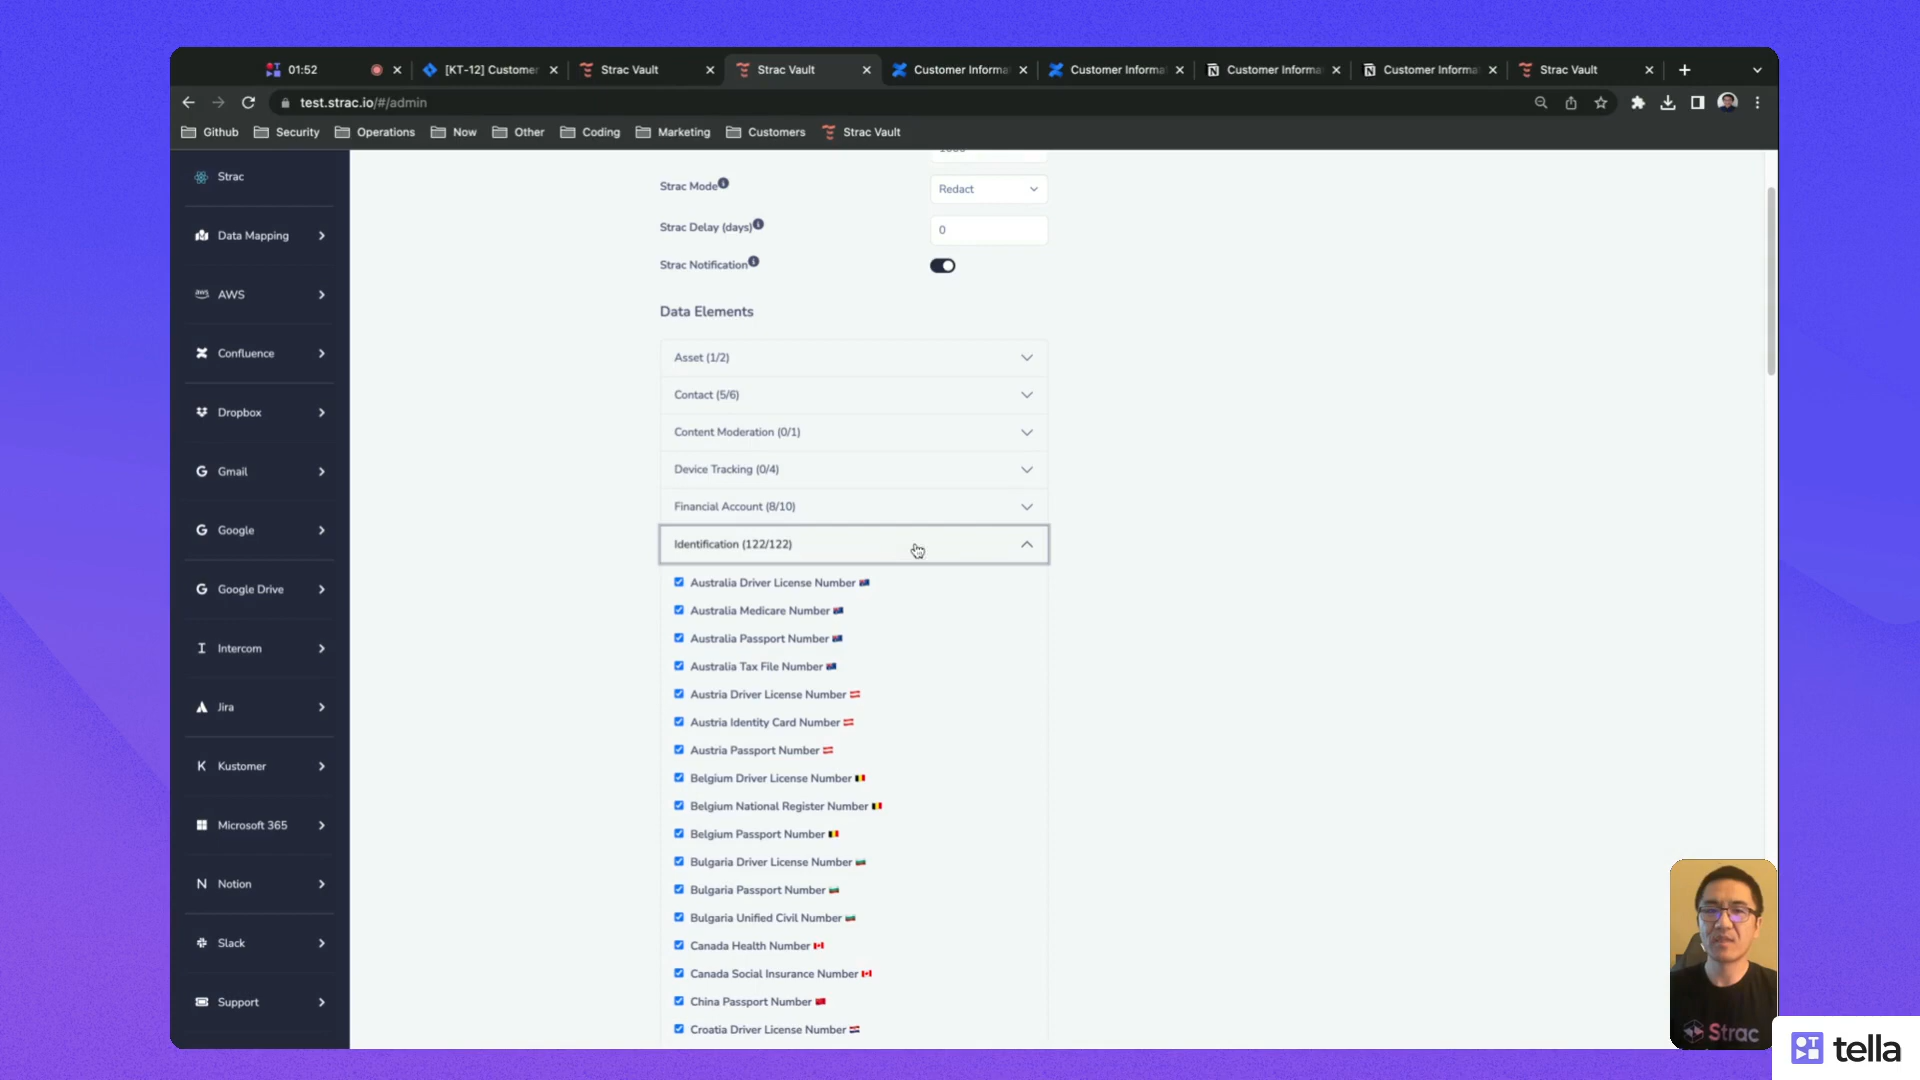 01:52
[KT-12] Customer
Strac Vault
Strac Vault
Customer Informa
Customer Informa
Customer Informa
Customer Informa
Strac Vault
test.strac.io/#/admin
Github
Security
Operations
Now
Other
Coding
Marketing
Customers
Strac Vault
Strac
Data Mapping
aws AWS
Confluence
Dropbox
Gmail
Google
Google Drive
Intercom
Jira
Kustomer
Microsoft 365
Notion
Slack
Support
Strac Mode
Redact
Strac Delay (days)
0
Strac Notification
Data Elements
Asset (1/2)
Contact (5/6)
Content Moderation (0/1)
Device Tracking (0/4)
Financial Account (8/10)
Identification (122/122)
Australia Driver License Number
Australia Medicare Number
Australia Passport Number
Australia Tax File Number
Austria Driver License Number
Austria Identity Card Number
Austria Passport Number
Belgium Driver License Number
Belgium National Register Number
Belgium Passport Number
Bulgaria Driver License Number
Bulgaria Passport Number
Bulgaria Unified Civil Number
Canada Health Number
Canada Social Insurance Number
China Passport Number
Croatia Driver License Number
Strac
tella